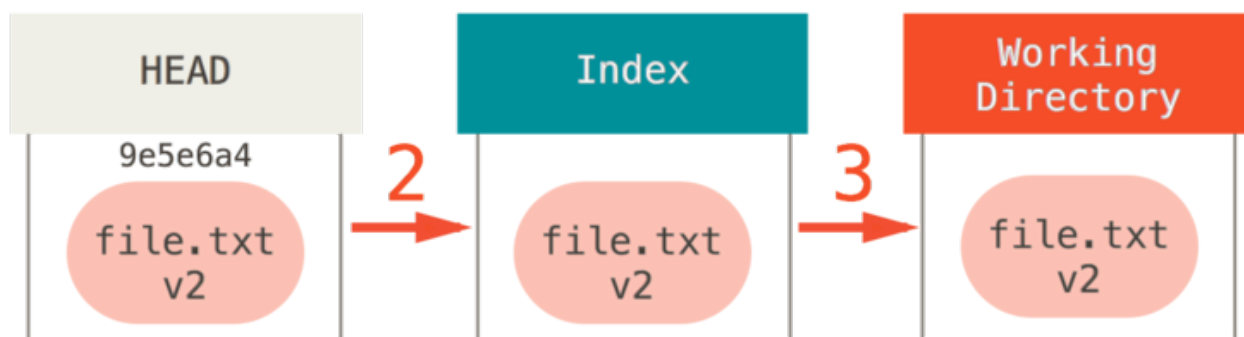 HEAD
Index
Working
Directory
9e5e6a4
2
3
file.txt
v2
file.txt
v2
file.txt
v2